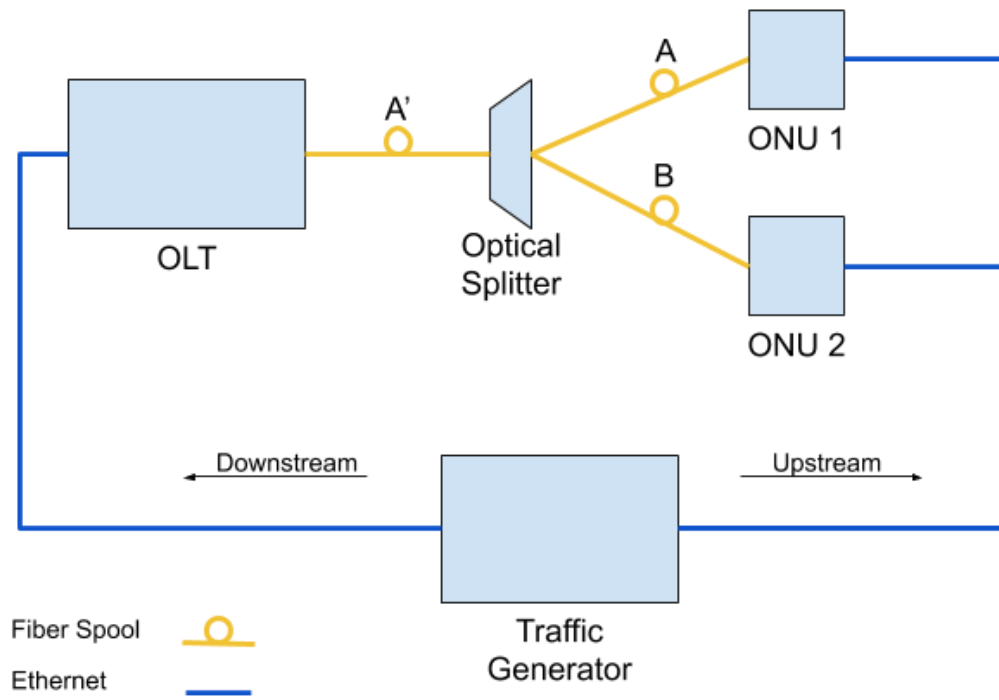 A
A’
ONU 1
B
OLT
Optical
Splitter
ONU 2
Downstream
Upstream
Fiber Spool
Traffic
Generator
Ethernet